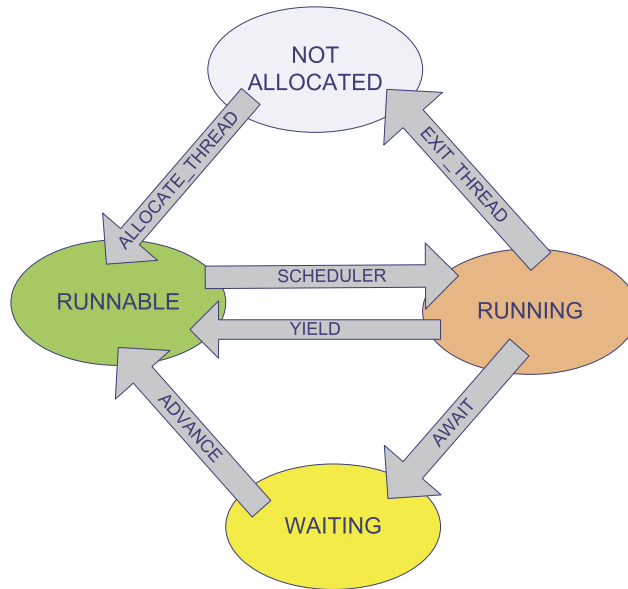 NOT
ALLOCATED
ALLOCATE_THREAD
EXIT_THREAD
SCHEDULER
RUNNABLE
RUNNING
YIELD
ADVANCE
AWAIT
WAITING